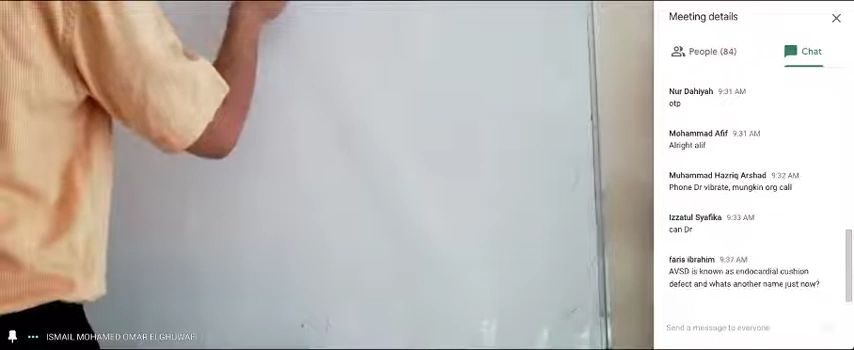 Meeting details
People (84)
Chat
Nur Dahiyah 9:31 AM
otp
Mohammad Afif 9:31 AM
Alright alif
Muhammad Hazriq Arshad 9:32 AM
Phone Dr vibrate, mungkin org call
Izzatul Syafika 9:33 AM
can Dr
faris ibrahim 9:37 AM
AVSD is known as endocardial cushion
defect and whats another name just now?
Send a message to everyone
ISMAIL MOHAMED OMAR ELGHUWAEL